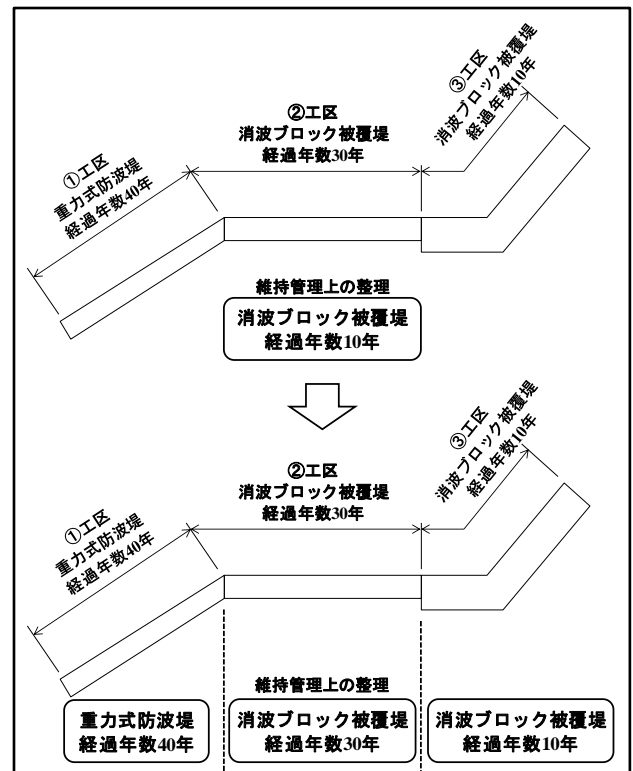 ①工区
重力式防波堤
経過年数40年
②工区
消波ブロック被覆堤
経過年数30年
③工区
消波ブロック被覆堤
経過年数10年
維持管理上の整理
消波ブロック被覆堤
経過年数10年
①工区
重力式防波堤
経過年数40年
②工区
消波ブロック被覆堤
経過年数30年
③工区
消波ブロック被覆堤
経過年数10年
維持管理上の整理
重力式防波堤
経過年数40年
消波ブロック被覆堤
経過年数30年
消波ブロック被覆堤
経過年数10年